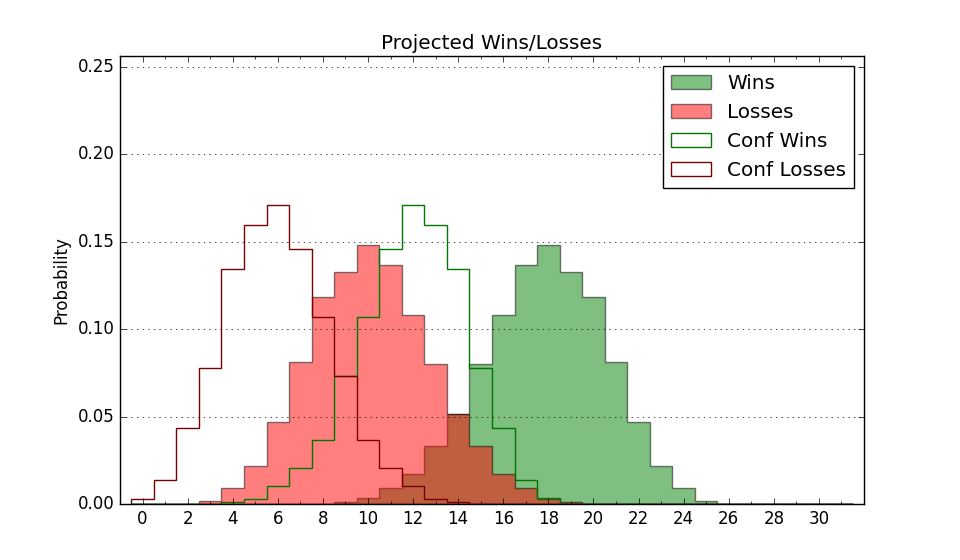 Projected Wins/Losses
0.25
0.20
0.15
0.10
0.05
0.00
Probability
Wins
Losses
Conf Wins
Conf Losses
0 2 4 6 8 10 12 14 16 18 20 22 24 26 28 30